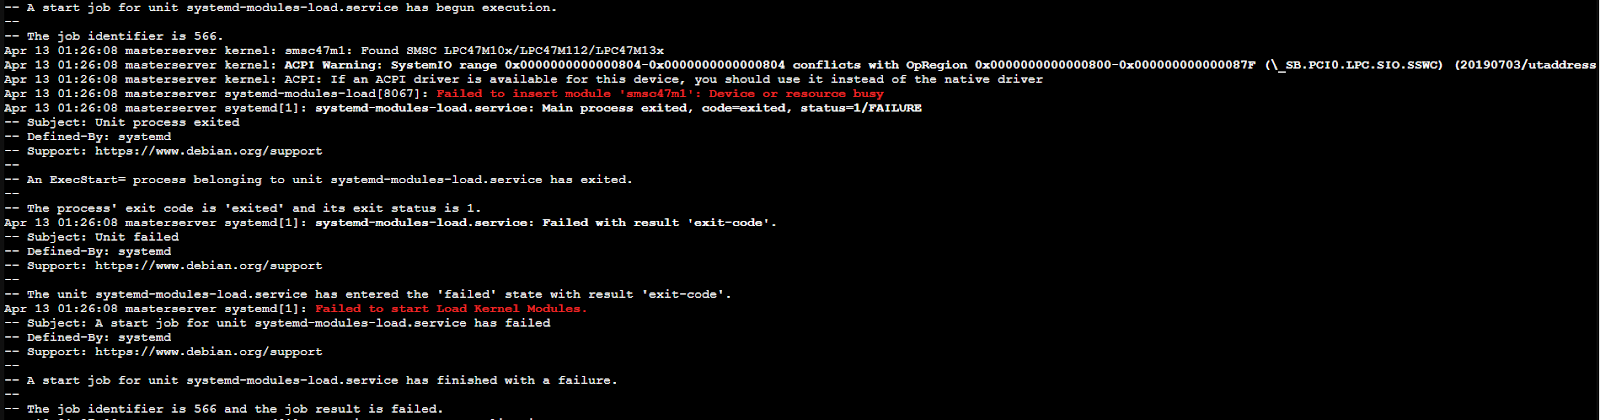 -- A start job for unit systemd-modules-load.service has begun execution.
--
-- The job identifier is 566.
Apr 13 01:26:08 masterserver kernel: smsc47m1: Found SMSC LPC47M10x/LPC47M112/LPC47M13x
Apr 13 01:26:08 masterserver kernel: ACPI Warning: SystemIO range 0x0000000000000804-0x0000000000000804 conflicts with OpRegion 0x0000000000000800-0x000000000000087F (\_SB.PCI0.LPC.SIO.SSWC) (20190703/utaddress
Apr 13 01:26:08 masterserver kernel: ACPI: If an ACPI driver is available for this device, you should use it instead of the native driver
Apr 13 01:26:08 masterserver systemd-modules-load[8067]: Failed to insert module 'smsc47m1': Device or resource busy
Apr 13 01:26:08 masterserver systemd[1]: systemd-modules-load.service: Main process exited, code=exited, status=1/FAILURE
-- Subject: Unit process exited
-- Defined-By: systemd
-- Support: https://www.debian.org/support
--
-- An ExecStart= process belonging to unit systemd-modules-load.service has exited.
--
-- The process' exit code is 'exited' and its exit status is 1.
Apr 13 01:26:08 masterserver systemd[1]: systemd-modules-load.service: Failed with result 'exit-code'.
-- Subject: Unit failed
-- Defined-By: systemd
-- Support: https://www.debian.org/support
--
-- The unit systemd-modules-load.service has entered the 'failed' state with result 'exit-code'.
Apr 13 01:26:08 masterserver systemd[1]: Failed to start Load Kernel Modules.
-- Subject: A start job for unit systemd-modules-load.service has failed
-- Defined-By: systemd
-- Support: https://www.debian.org/support
--
-- A start job for unit systemd-modules-load.service has finished with a failure.
--
-- The job identifier is 566 and the job result is failed.